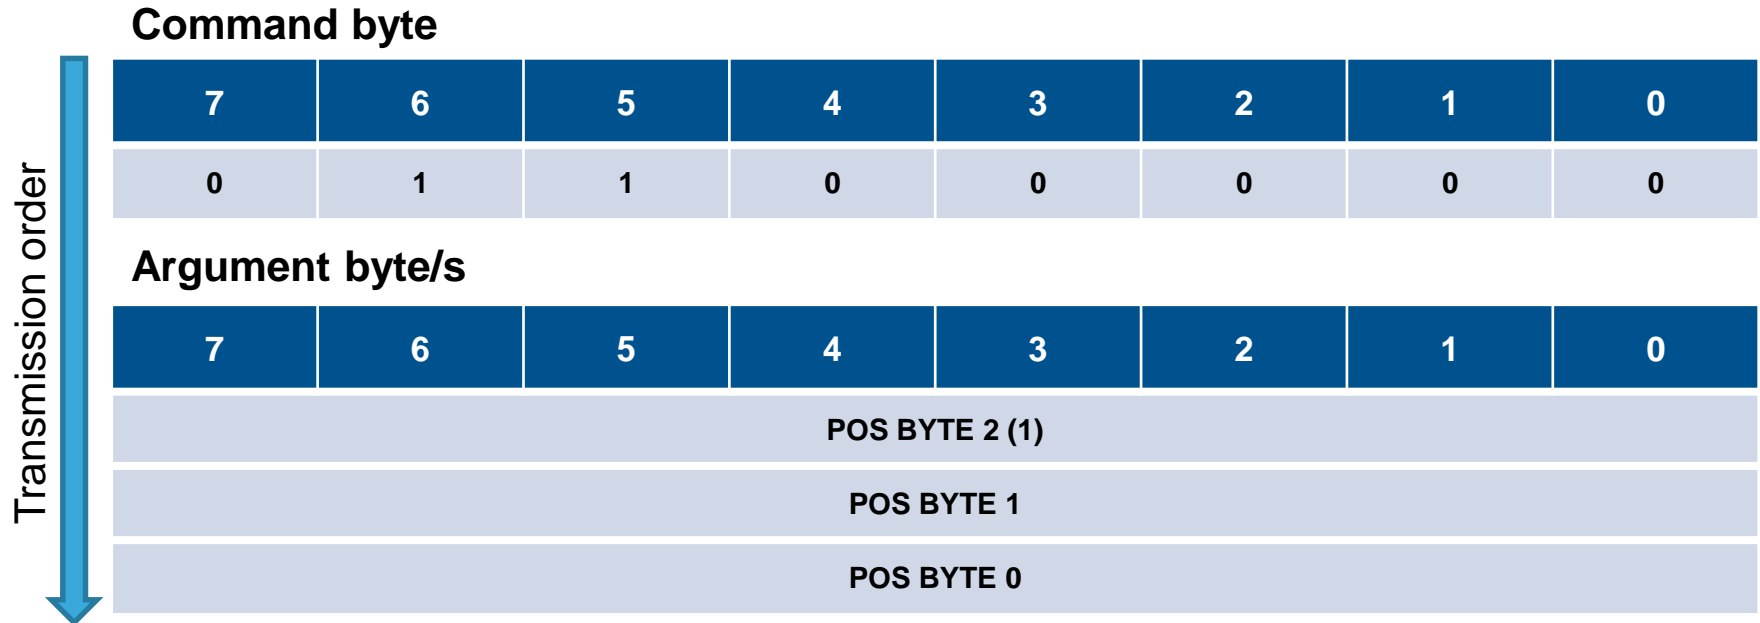 Command byte
7 6 5 4 3 2 1 0
0 1 1 0 0 0 0 0
Argument byte/s
7 6 5 4 3 2 1 0
POS BYTE 2 (1)
POS BYTE 1
POS BYTE 0
Transmission order